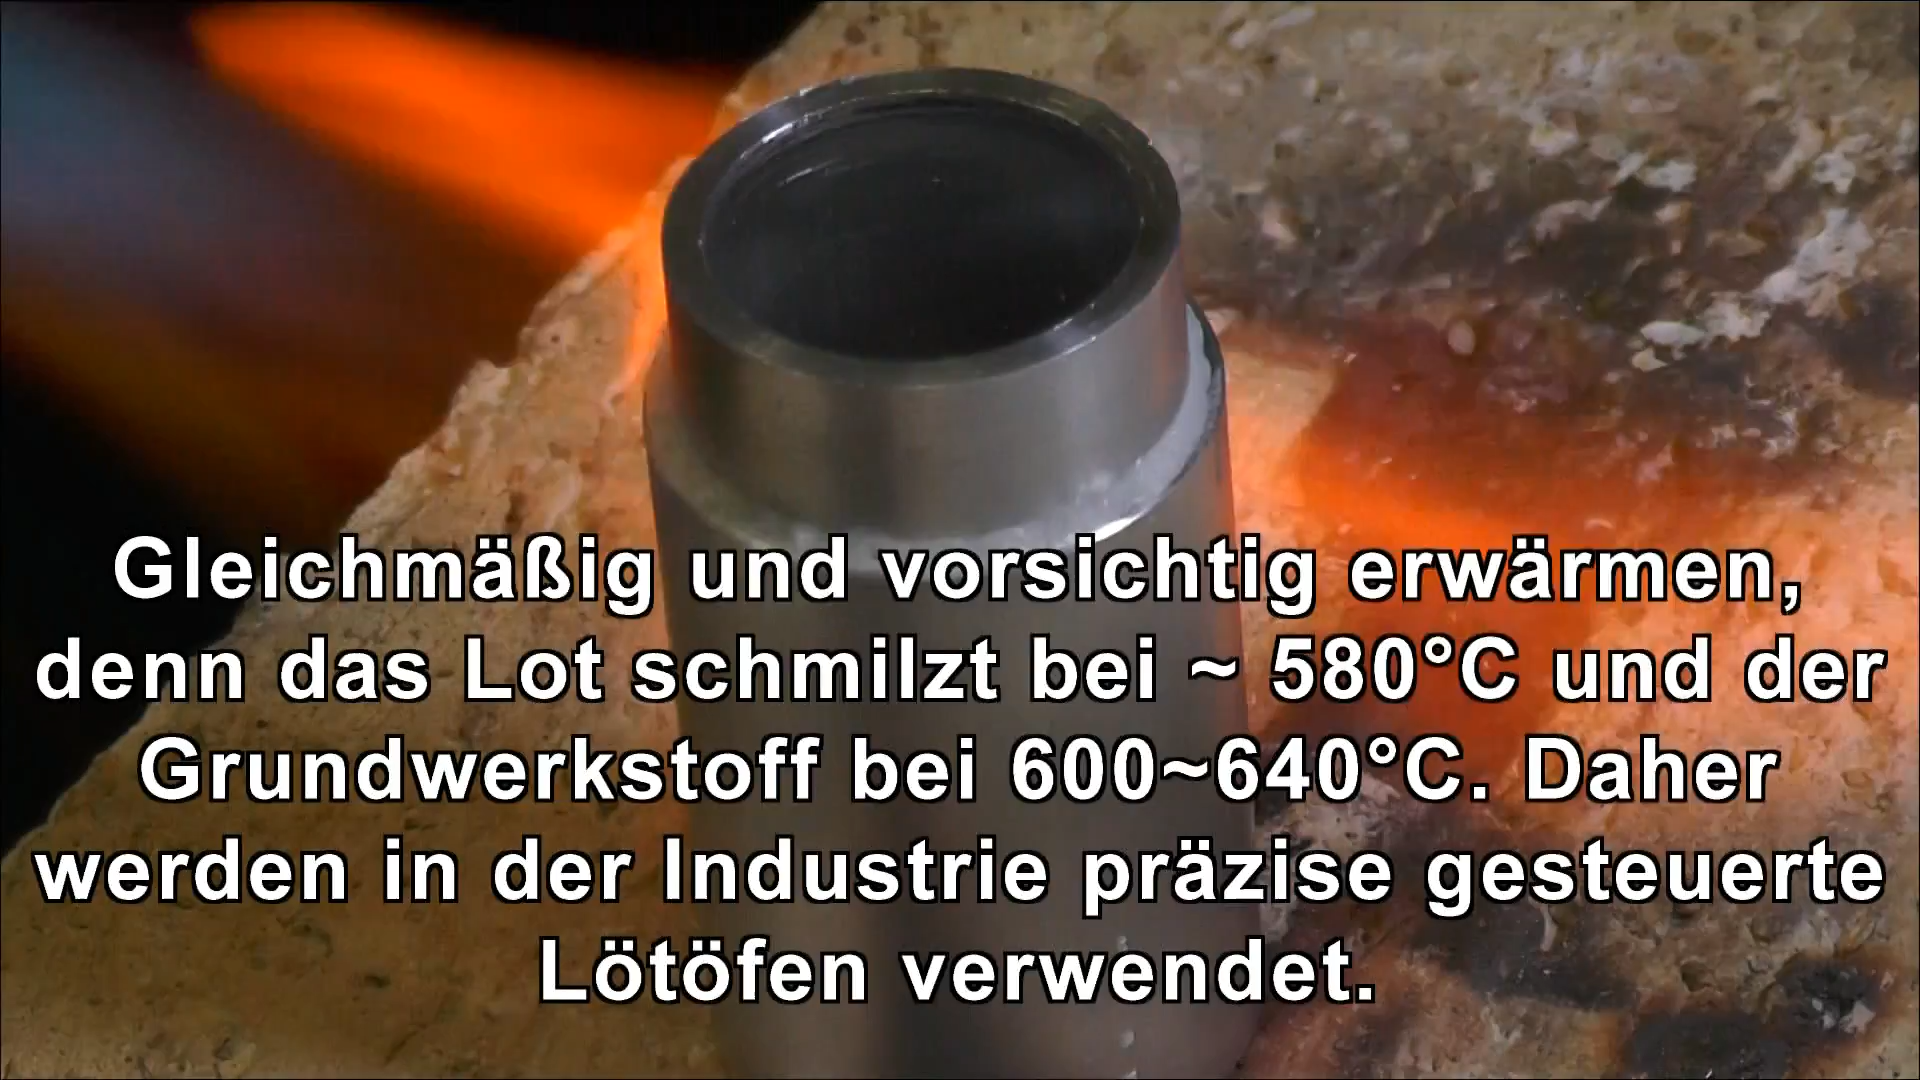 Gleichmäßig und vorsichtig erwärmen,
denn das Lot schmilzt bei ~ 580°C und der
Grundwerkstoff bei 600~640°C. Daher
werden in der Industrie präzise gesteuerte
Lötöfen verwendet.